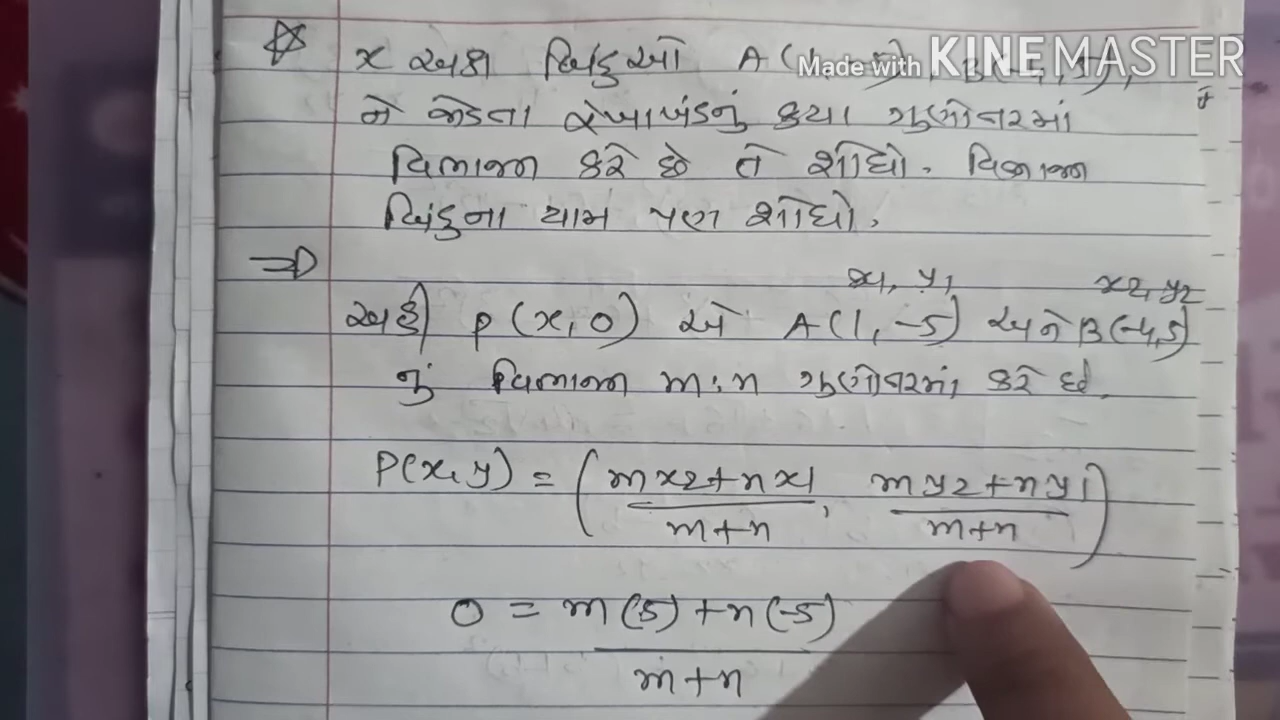 x અક્ષ બિંદુઓ A(
Made with KINEMASTER
ને જોડતા રેખાખંડનું કયા ગુણોત્તરમાં
વિભાજન કરે છે તે શોધો. વિભાજન
બિંદુના યામ પણ શોધો.
x1, y1 x2, y2
અહીં P(x, 0) એ A(1, -5) અને B(-4, 5)
નું વિભાજન m:n ગુણોત્તરમાં કરે છે.
P(x, y) = ( mx2 + nx1 / m+n , my2 + ny1 / m+n )
0 = m(5) + n(-5)
m+n